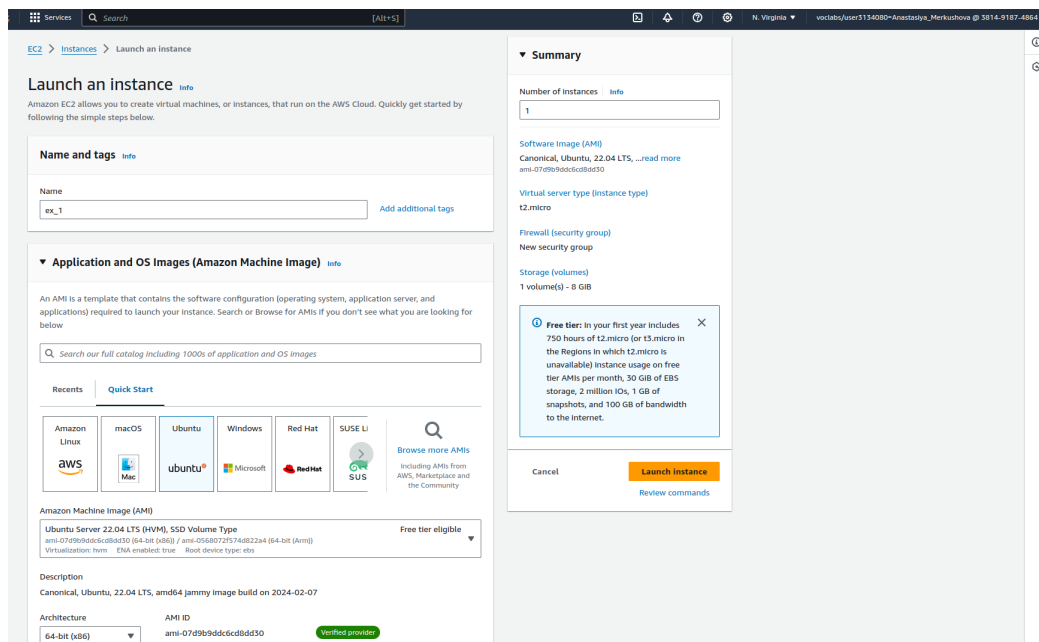 Services
Search
[Alt+S]
N. Virginia
voclabs/user3134080=Anastasiya_Merkushova @ 3814-9187-4864
EC2 > Instances > Launch an instance
Launch an instance Info
Amazon EC2 allows you to create virtual machines, or instances, that run on the AWS Cloud. Quickly get started by
following the simple steps below.
Name and tags Info
Name
ex_1
Add additional tags
Application and OS Images (Amazon Machine Image) Info
An AMI is a template that contains the software configuration (operating system, application server, and
applications) required to launch your instance. Search or Browse for AMIs if you don't see what you are looking for
below
Search our full catalog including 1000s of application and OS images
Recents
Quick Start
Amazon
Linux
aws
macOS
Mac
Ubuntu
ubuntu
Windows
Microsoft
Red Hat
Red Hat
SUSE Li
SUS
Browse more AMIs
Including AMIs from
AWS, Marketplace and
the Community
Amazon Machine Image (AMI)
Ubuntu Server 22.04 LTS (HVM), SSD Volume Type
Free tier eligible
ami-07d9b9ddc6cd8dd30 (64-bit (x86)) / ami-0568072f574d822a4 (64-bit (Arm))
Virtualization: hvm ENA enabled: true Root device type: ebs
Description
Canonical, Ubuntu, 22.04 LTS, amd64 jammy image build on 2024-02-07
Architecture
64-bit (x86)
AMI ID
ami-07d9b9ddc6cd8dd30
Verified provider
Summary
Number of instances Info
1
Software Image (AMI)
Canonical, Ubuntu, 22.04 LTS, ...read more
ami-07d9b9ddc6cd8dd30
Virtual server type (instance type)
t2.micro
Firewall (security group)
New security group
Storage (volumes)
1 volume(s) - 8 GiB
Free tier: In your first year includes
750 hours of t2.micro (or t3.micro in
the Regions in which t2.micro is
unavailable) instance usage on free
tier AMIs per month, 30 GiB of EBS
storage, 2 million IOs, 1 GB of
snapshots, and 100 GB of bandwidth
to the internet.
Cancel
Launch instance
Review commands